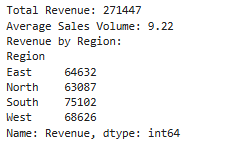 Total Revenue: 271447
Average Sales Volume: 9.22
Revenue by Region:
Region
East     64632
North    63087
South    75102
West     68626
Name: Revenue, dtype: int64